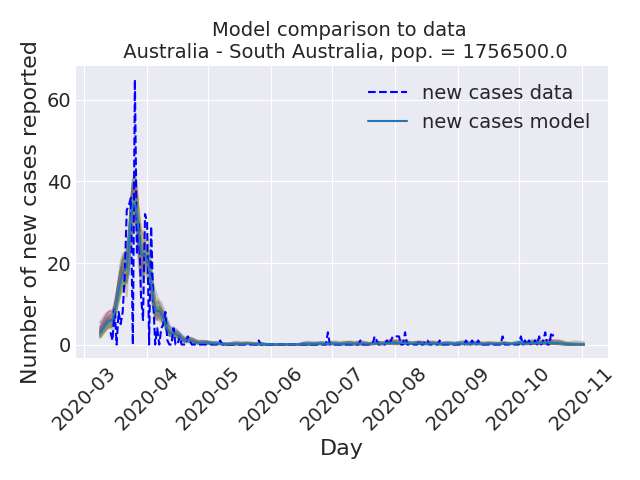 Model comparison to data
Australia - South Australia, pop. = 1756500.0
Number of new cases reported
60
40
20
0
new cases data
new cases model
2020-03
2020-04
2020-05
2020-06
2020-07
2020-08
2020-09
2020-10
2020-11
Day